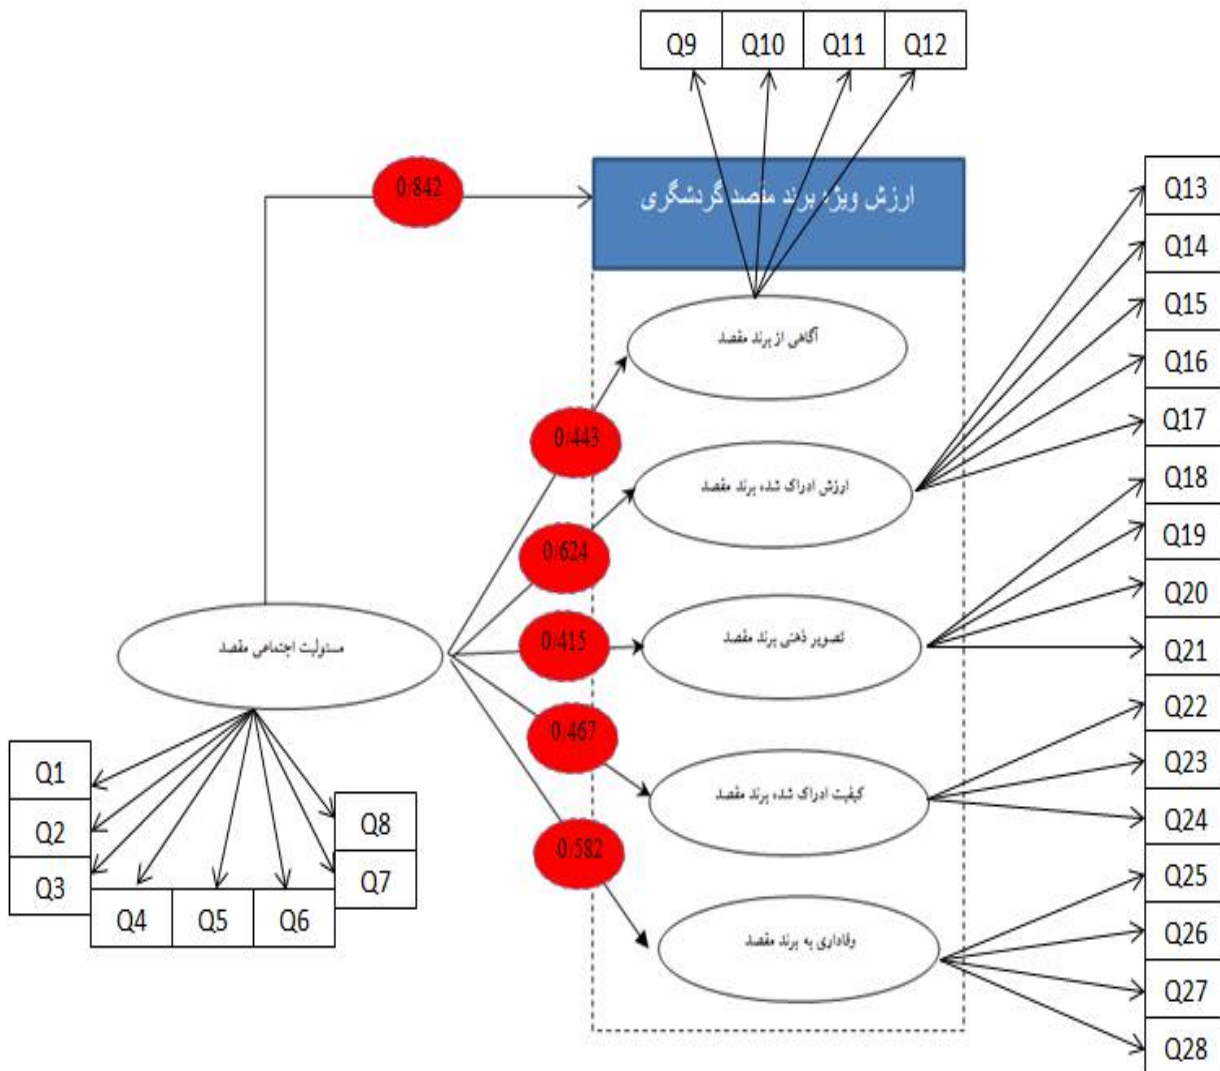 Q9 Q10 Q11 Q12
0/842
ارزش ویژه برند مقصد گردشگری
Q13
Q14
Q15
Q16
Q17
Q18
Q19
Q20
Q21
Q22
Q23
Q24
Q25
Q26
Q27
Q28
آگاهی از برند مقصد
0/443
ارزش ادراک شده برند مقصد
0/624
تصویر ذهنی برند مقصد
0/415
مسئولیت اجتماعی مقصد
0/467
کیفیت ادراک شده برند مقصد
0/582
وفاداری به برند مقصد
Q1
Q2
Q3
Q4 Q5 Q6
Q8
Q7